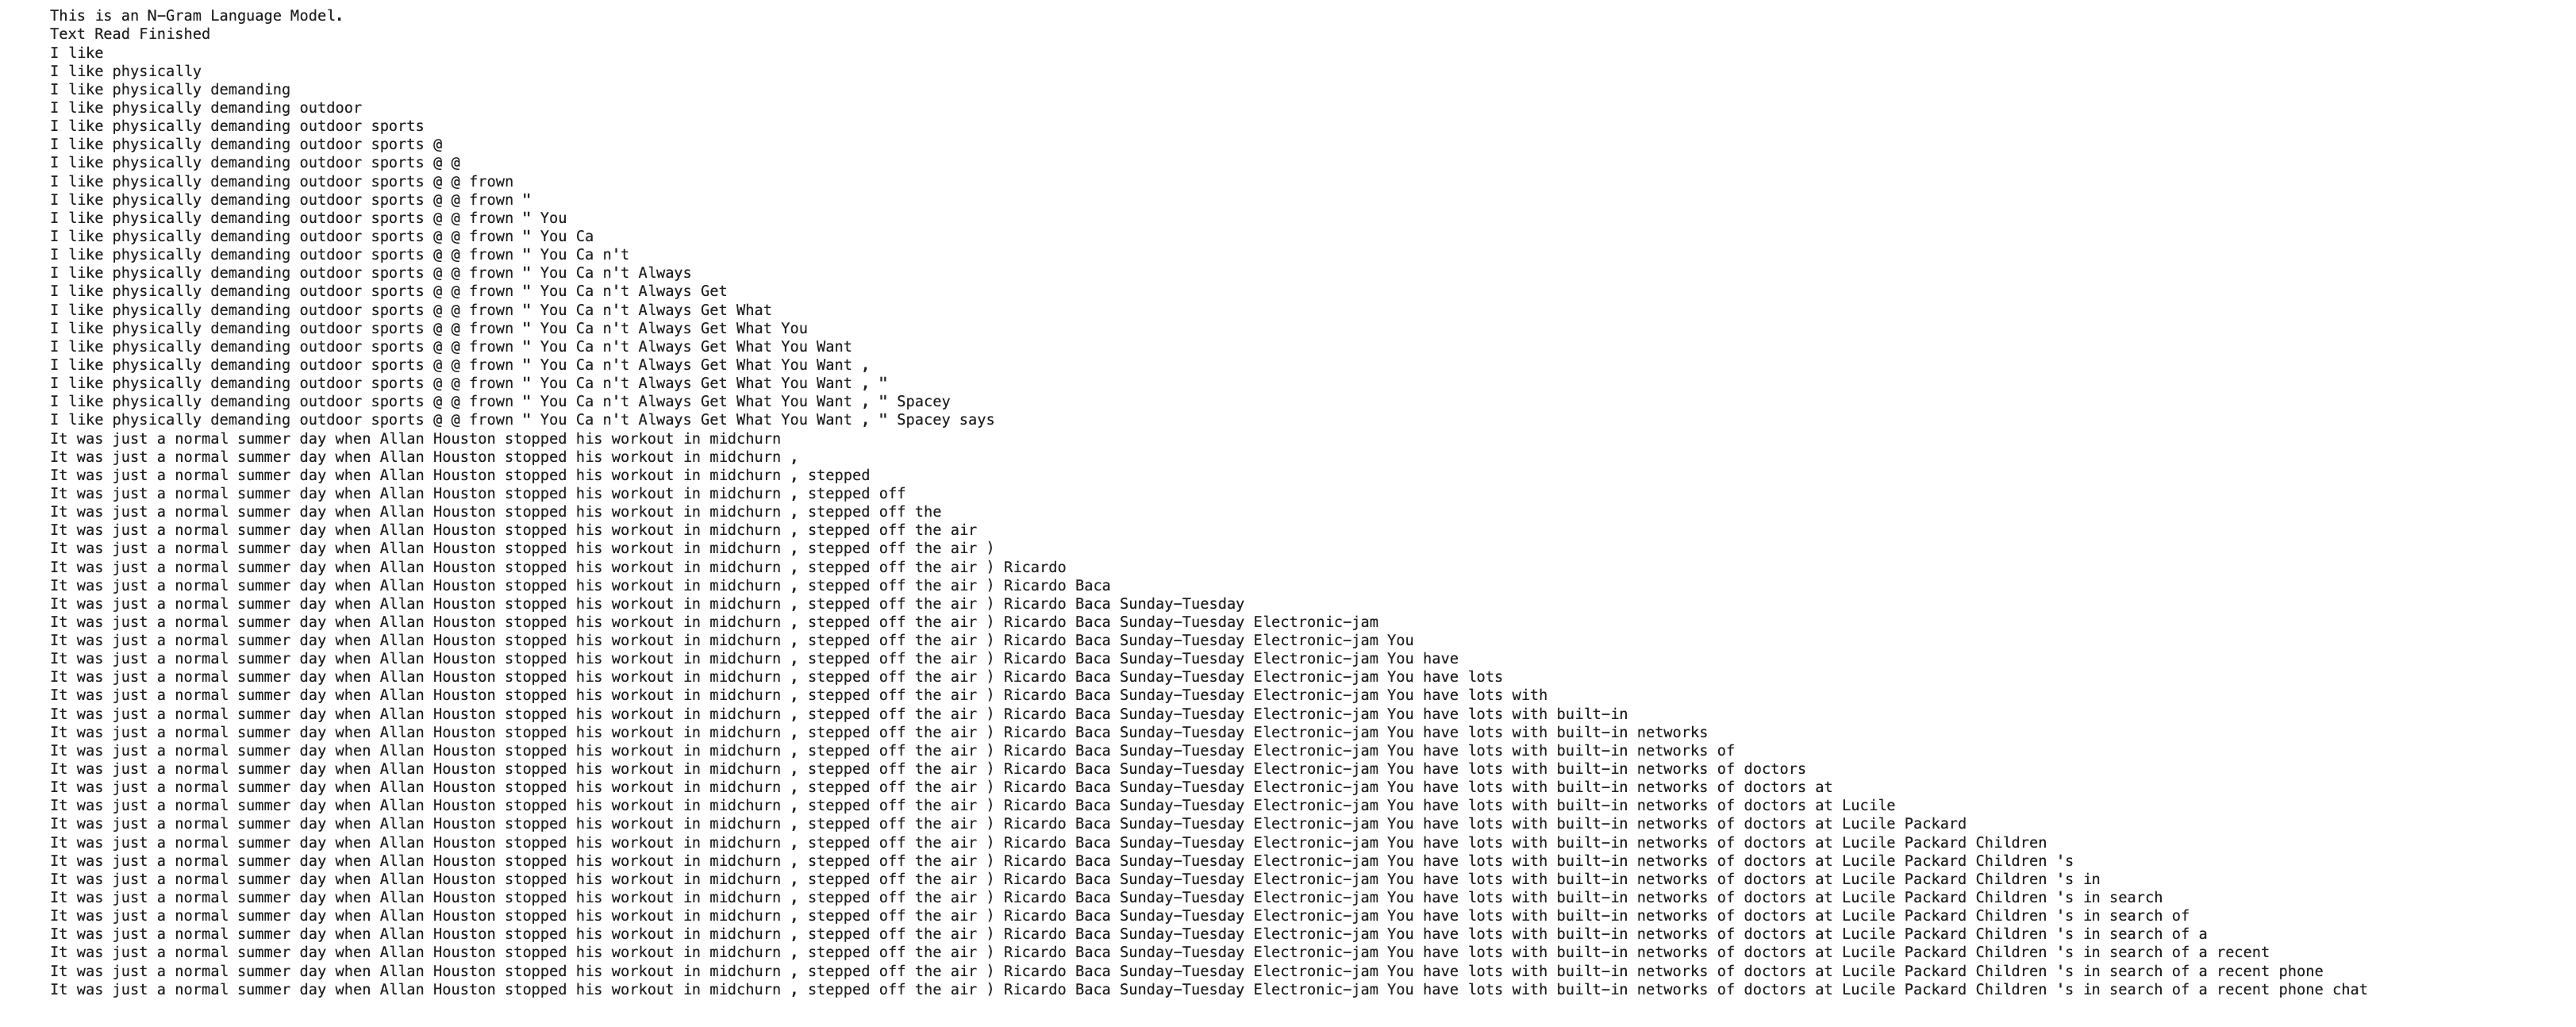 This is an N-Gram Language Model.
Text Read Finished
I like
I like physically
I like physically demanding
I like physically demanding outdoor
I like physically demanding outdoor sports
I like physically demanding outdoor sports @
I like physically demanding outdoor sports @ @
I like physically demanding outdoor sports @ @ frown
I like physically demanding outdoor sports @ @ frown "
I like physically demanding outdoor sports @ @ frown " You
I like physically demanding outdoor sports @ @ frown " You Ca
I like physically demanding outdoor sports @ @ frown " You Ca n't
I like physically demanding outdoor sports @ @ frown " You Ca n't Always
I like physically demanding outdoor sports @ @ frown " You Ca n't Always Get
I like physically demanding outdoor sports @ @ frown " You Ca n't Always Get What
I like physically demanding outdoor sports @ @ frown " You Ca n't Always Get What You
I like physically demanding outdoor sports @ @ frown " You Ca n't Always Get What You Want
I like physically demanding outdoor sports @ @ frown " You Ca n't Always Get What You Want ,
I like physically demanding outdoor sports @ @ frown " You Ca n't Always Get What You Want , "
I like physically demanding outdoor sports @ @ frown " You Ca n't Always Get What You Want , " Spacey
I like physically demanding outdoor sports @ @ frown " You Ca n't Always Get What You Want , " Spacey says
It was just a normal summer day when Allan Houston stopped his workout in midchurn
It was just a normal summer day when Allan Houston stopped his workout in midchurn ,
It was just a normal summer day when Allan Houston stopped his workout in midchurn , stepped
It was just a normal summer day when Allan Houston stopped his workout in midchurn , stepped off
It was just a normal summer day when Allan Houston stopped his workout in midchurn , stepped off the
It was just a normal summer day when Allan Houston stopped his workout in midchurn , stepped off the air
It was just a normal summer day when Allan Houston stopped his workout in midchurn , stepped off the air )
It was just a normal summer day when Allan Houston stopped his workout in midchurn , stepped off the air ) Ricardo
It was just a normal summer day when Allan Houston stopped his workout in midchurn , stepped off the air ) Ricardo Baca
It was just a normal summer day when Allan Houston stopped his workout in midchurn , stepped off the air ) Ricardo Baca Sunday-Tuesday
It was just a normal summer day when Allan Houston stopped his workout in midchurn , stepped off the air ) Ricardo Baca Sunday-Tuesday Electronic-jam
It was just a normal summer day when Allan Houston stopped his workout in midchurn , stepped off the air ) Ricardo Baca Sunday-Tuesday Electronic-jam You
It was just a normal summer day when Allan Houston stopped his workout in midchurn , stepped off the air ) Ricardo Baca Sunday-Tuesday Electronic-jam You have
It was just a normal summer day when Allan Houston stopped his workout in midchurn , stepped off the air ) Ricardo Baca Sunday-Tuesday Electronic-jam You have lots
It was just a normal summer day when Allan Houston stopped his workout in midchurn , stepped off the air ) Ricardo Baca Sunday-Tuesday Electronic-jam You have lots with
It was just a normal summer day when Allan Houston stopped his workout in midchurn , stepped off the air ) Ricardo Baca Sunday-Tuesday Electronic-jam You have lots with built-in
It was just a normal summer day when Allan Houston stopped his workout in midchurn , stepped off the air ) Ricardo Baca Sunday-Tuesday Electronic-jam You have lots with built-in networks
It was just a normal summer day when Allan Houston stopped his workout in midchurn , stepped off the air ) Ricardo Baca Sunday-Tuesday Electronic-jam You have lots with built-in networks of
It was just a normal summer day when Allan Houston stopped his workout in midchurn , stepped off the air ) Ricardo Baca Sunday-Tuesday Electronic-jam You have lots with built-in networks of doctors
It was just a normal summer day when Allan Houston stopped his workout in midchurn , stepped off the air ) Ricardo Baca Sunday-Tuesday Electronic-jam You have lots with built-in networks of doctors at
It was just a normal summer day when Allan Houston stopped his workout in midchurn , stepped off the air ) Ricardo Baca Sunday-Tuesday Electronic-jam You have lots with built-in networks of doctors at Lucile
It was just a normal summer day when Allan Houston stopped his workout in midchurn , stepped off the air ) Ricardo Baca Sunday-Tuesday Electronic-jam You have lots with built-in networks of doctors at Lucile Packard
It was just a normal summer day when Allan Houston stopped his workout in midchurn , stepped off the air ) Ricardo Baca Sunday-Tuesday Electronic-jam You have lots with built-in networks of doctors at Lucile Packard Children
It was just a normal summer day when Allan Houston stopped his workout in midchurn , stepped off the air ) Ricardo Baca Sunday-Tuesday Electronic-jam You have lots with built-in networks of doctors at Lucile Packard Children 's
It was just a normal summer day when Allan Houston stopped his workout in midchurn , stepped off the air ) Ricardo Baca Sunday-Tuesday Electronic-jam You have lots with built-in networks of doctors at Lucile Packard Children 's in
It was just a normal summer day when Allan Houston stopped his workout in midchurn , stepped off the air ) Ricardo Baca Sunday-Tuesday Electronic-jam You have lots with built-in networks of doctors at Lucile Packard Children 's in search
It was just a normal summer day when Allan Houston stopped his workout in midchurn , stepped off the air ) Ricardo Baca Sunday-Tuesday Electronic-jam You have lots with built-in networks of doctors at Lucile Packard Children 's in search of
It was just a normal summer day when Allan Houston stopped his workout in midchurn , stepped off the air ) Ricardo Baca Sunday-Tuesday Electronic-jam You have lots with built-in networks of doctors at Lucile Packard Children 's in search of a
It was just a normal summer day when Allan Houston stopped his workout in midchurn , stepped off the air ) Ricardo Baca Sunday-Tuesday Electronic-jam You have lots with built-in networks of doctors at Lucile Packard Children 's in search of a recent
It was just a normal summer day when Allan Houston stopped his workout in midchurn , stepped off the air ) Ricardo Baca Sunday-Tuesday Electronic-jam You have lots with built-in networks of doctors at Lucile Packard Children 's in search of a recent phone
It was just a normal summer day when Allan Houston stopped his workout in midchurn , stepped off the air ) Ricardo Baca Sunday-Tuesday Electronic-jam You have lots with built-in networks of doctors at Lucile Packard Children 's in search of a recent phone chat